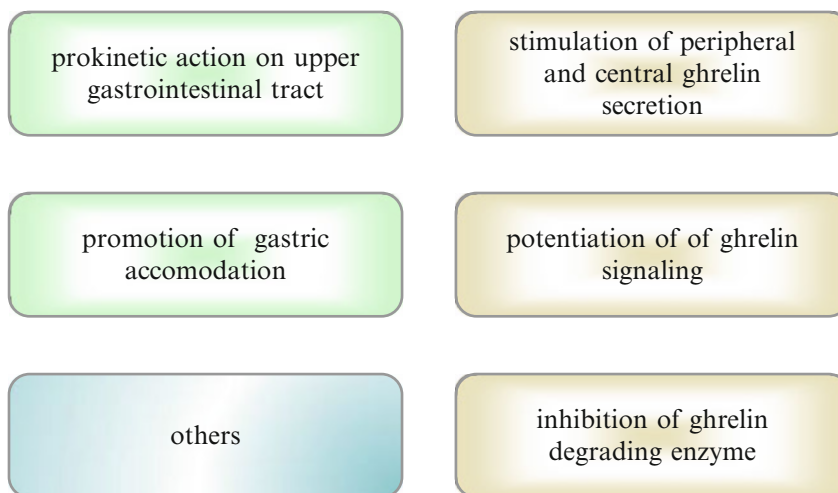 prokinetic action on upper
gastrointestinal tract
stimulation of peripheral
and central ghrelin
secretion
promotion of gastric
accomodation
potentiation of of ghrelin
signaling
others
inhibition of ghrelin
degrading enzyme